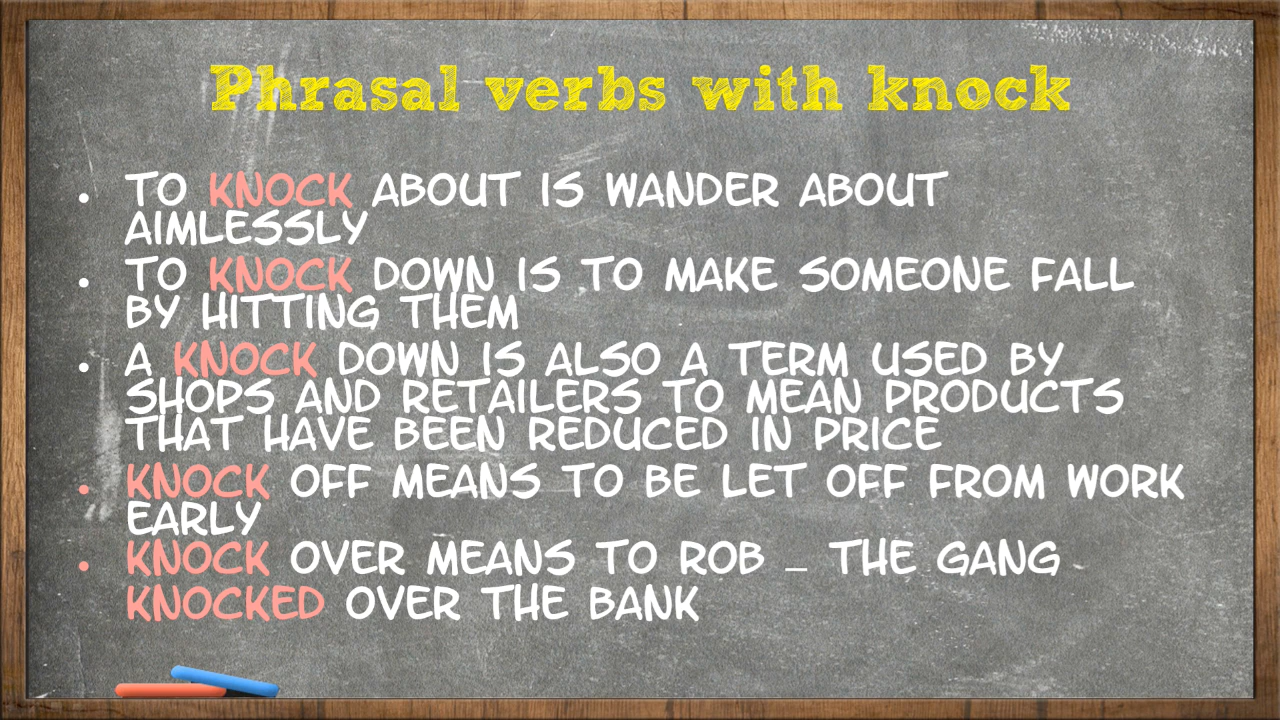 Phrasal verbs with knock
• TO KNOCK ABOUT IS WANDER ABOUT
AIMLESSLY
• TO KNOCK DOWN IS TO MAKE SOMEONE FALL
BY HITTING THEM
• A KNOCK DOWN IS ALSO A TERM USED BY
SHOPS AND RETAILERS TO MEAN PRODUCTS
THAT HAVE BEEN REDUCED IN PRICE
• KNOCK OFF MEANS TO BE LET OFF FROM WORK
EARLY
• KNOCK OVER MEANS TO ROB – THE GANG
KNOCKED OVER THE BANK